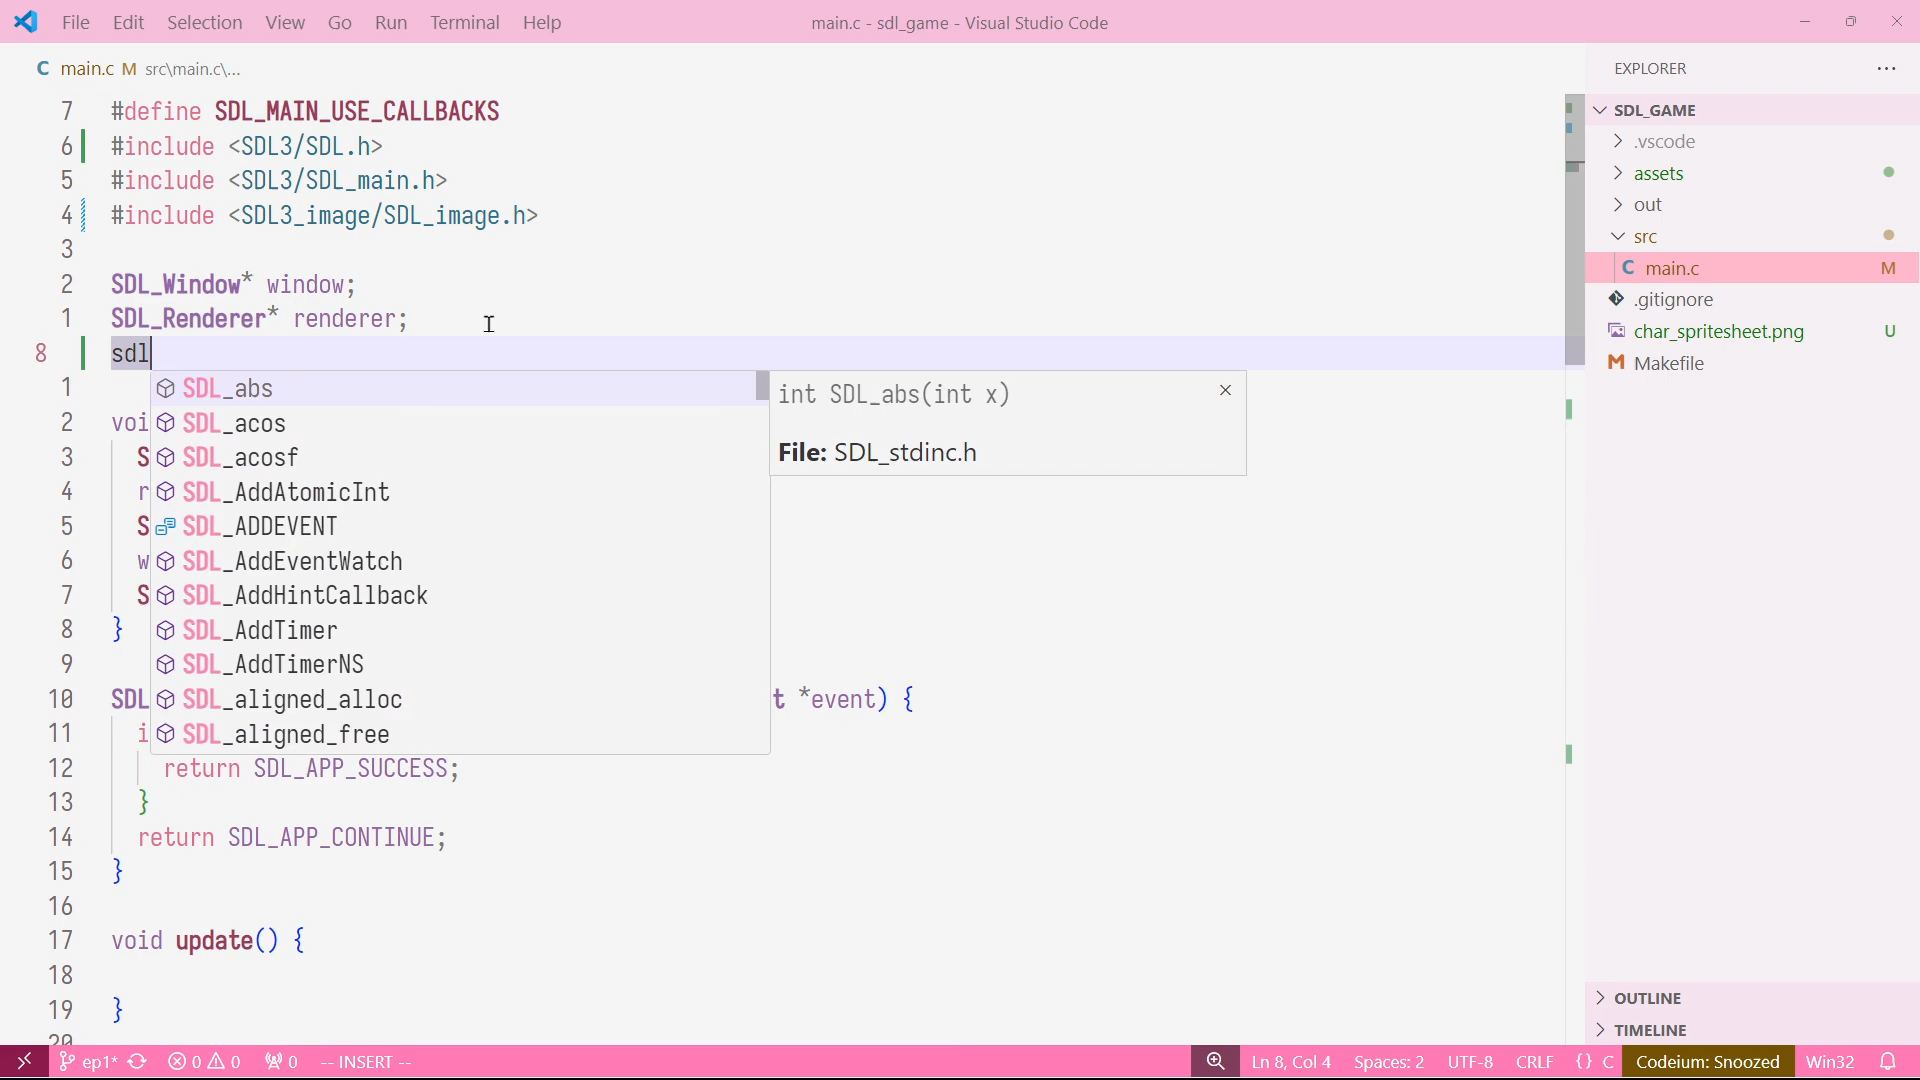 File Edit Selection View Go Run Terminal Help
main.c - sdl_game - Visual Studio Code
C main.c M src\main.c\...
7 #define SDL_MAIN_USE_CALLBACKS
6 #include <SDL3/SDL.h>
5 #include <SDL3/SDL_main.h>
4 #include <SDL3_image/SDL_image.h>
3
2 SDL_Window* window;
1 SDL_Renderer* renderer;
8 sdl
1 SDL_abs
2 voi SDL_acos
3 S SDL_acosf
4 r SDL_AddAtomicInt
5 S SDL_ADDEVENT
6 w SDL_AddEventWatch
7 S SDL_AddHintCallback
8 } SDL_AddTimer
9 SDL_AddTimerNS
10 SDL SDL_aligned_alloc t *event) {
11 i SDL_aligned_free
int SDL_abs(int x)
File: SDL_stdinc.h
12 return SDL_APP_SUCCESS;
13 }
14 return SDL_APP_CONTINUE;
15 }
16
17 void update() {
18
19 }
20
EXPLORER ...
SDL_GAME
.vscode
assets
out
src
C main.c M
.gitignore
char_spritesheet.png U
M Makefile
OUTLINE
TIMELINE
ep1* 0 0 0 -- INSERT -- Ln 8, Col 4 Spaces: 2 UTF-8 CRLF {} C Codeium: Snoozed Win32